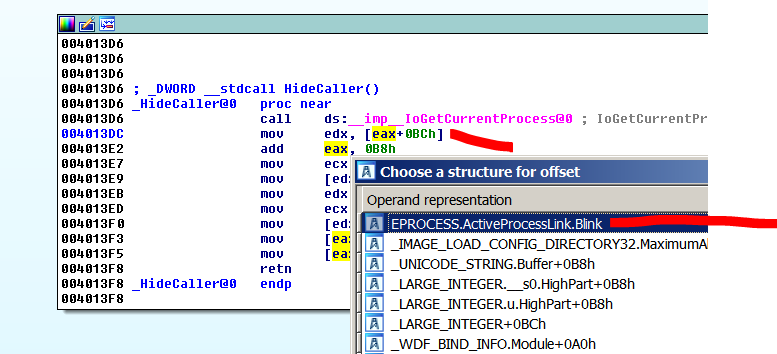 004013D6
004013D6
004013D6
004013D6 ; _DWORD __stdcall HideCaller()
004013D6 _HideCaller@0 proc near
004013D6 call ds:__imp__IoGetCurrentProcess@0 ; IoGetCurrentPr
004013DC mov edx, [eax+0BCh]
004013E2 add eax, 0B8h
004013E7 mov ecx
004013E9 mov [ed
004013EB mov edx
004013ED mov ecx
004013F0 mov [ed
004013F3 mov [ea
004013F5 mov [ea
004013F8 retn
004013F8 _HideCaller@0 endp
004013F8
Choose a structure for offset
Operand representation
EPROCESS.ActiveProcessLink.Blink
_IMAGE_LOAD_CONFIG_DIRECTORY32.MaximumAl
_UNICODE_STRING.Buffer+0B8h
_LARGE_INTEGER.__s0.HighPart+0B8h
_LARGE_INTEGER.u.HighPart+0B8h
_LARGE_INTEGER+0BCh
_WDF_BIND_INFO.Module+0A0h